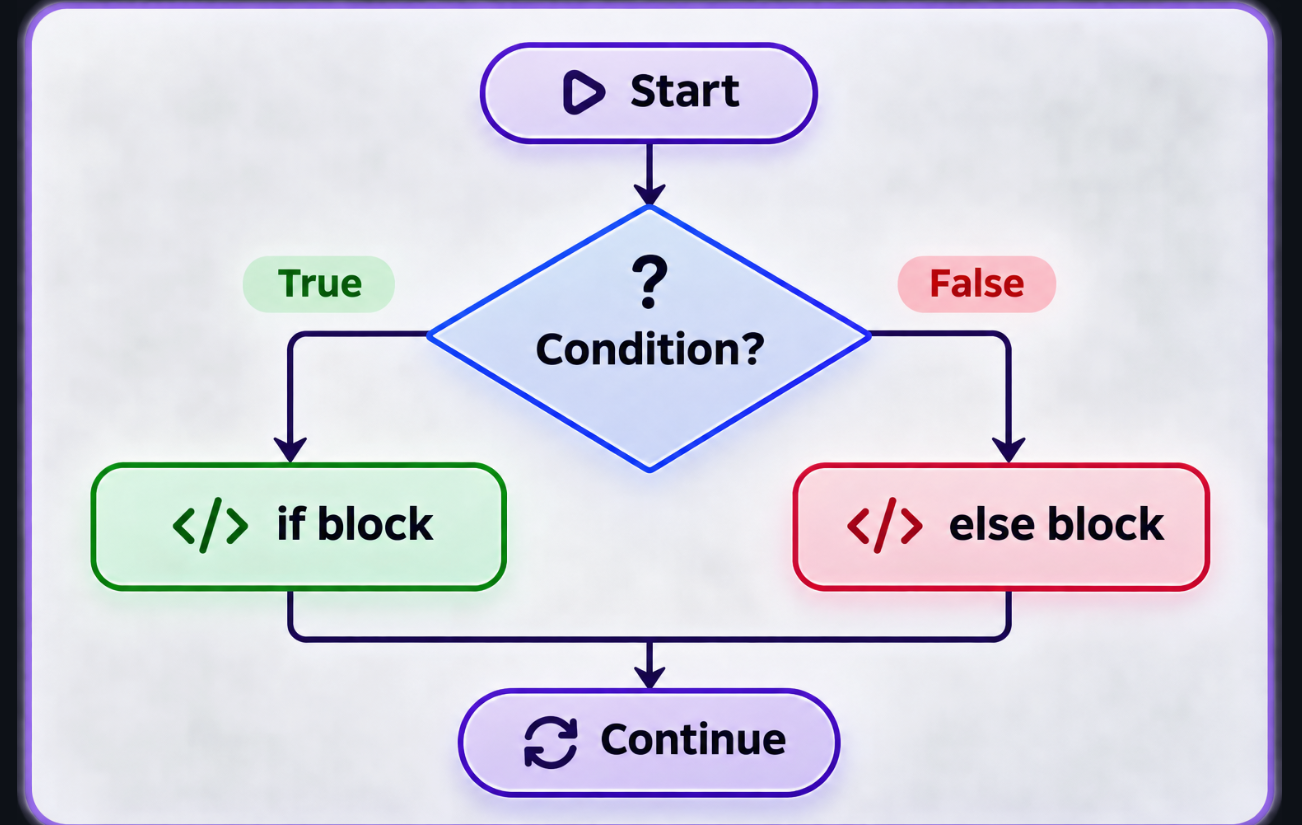 Start
?
True
False
Condition?
</> if block
</> else block
Continue